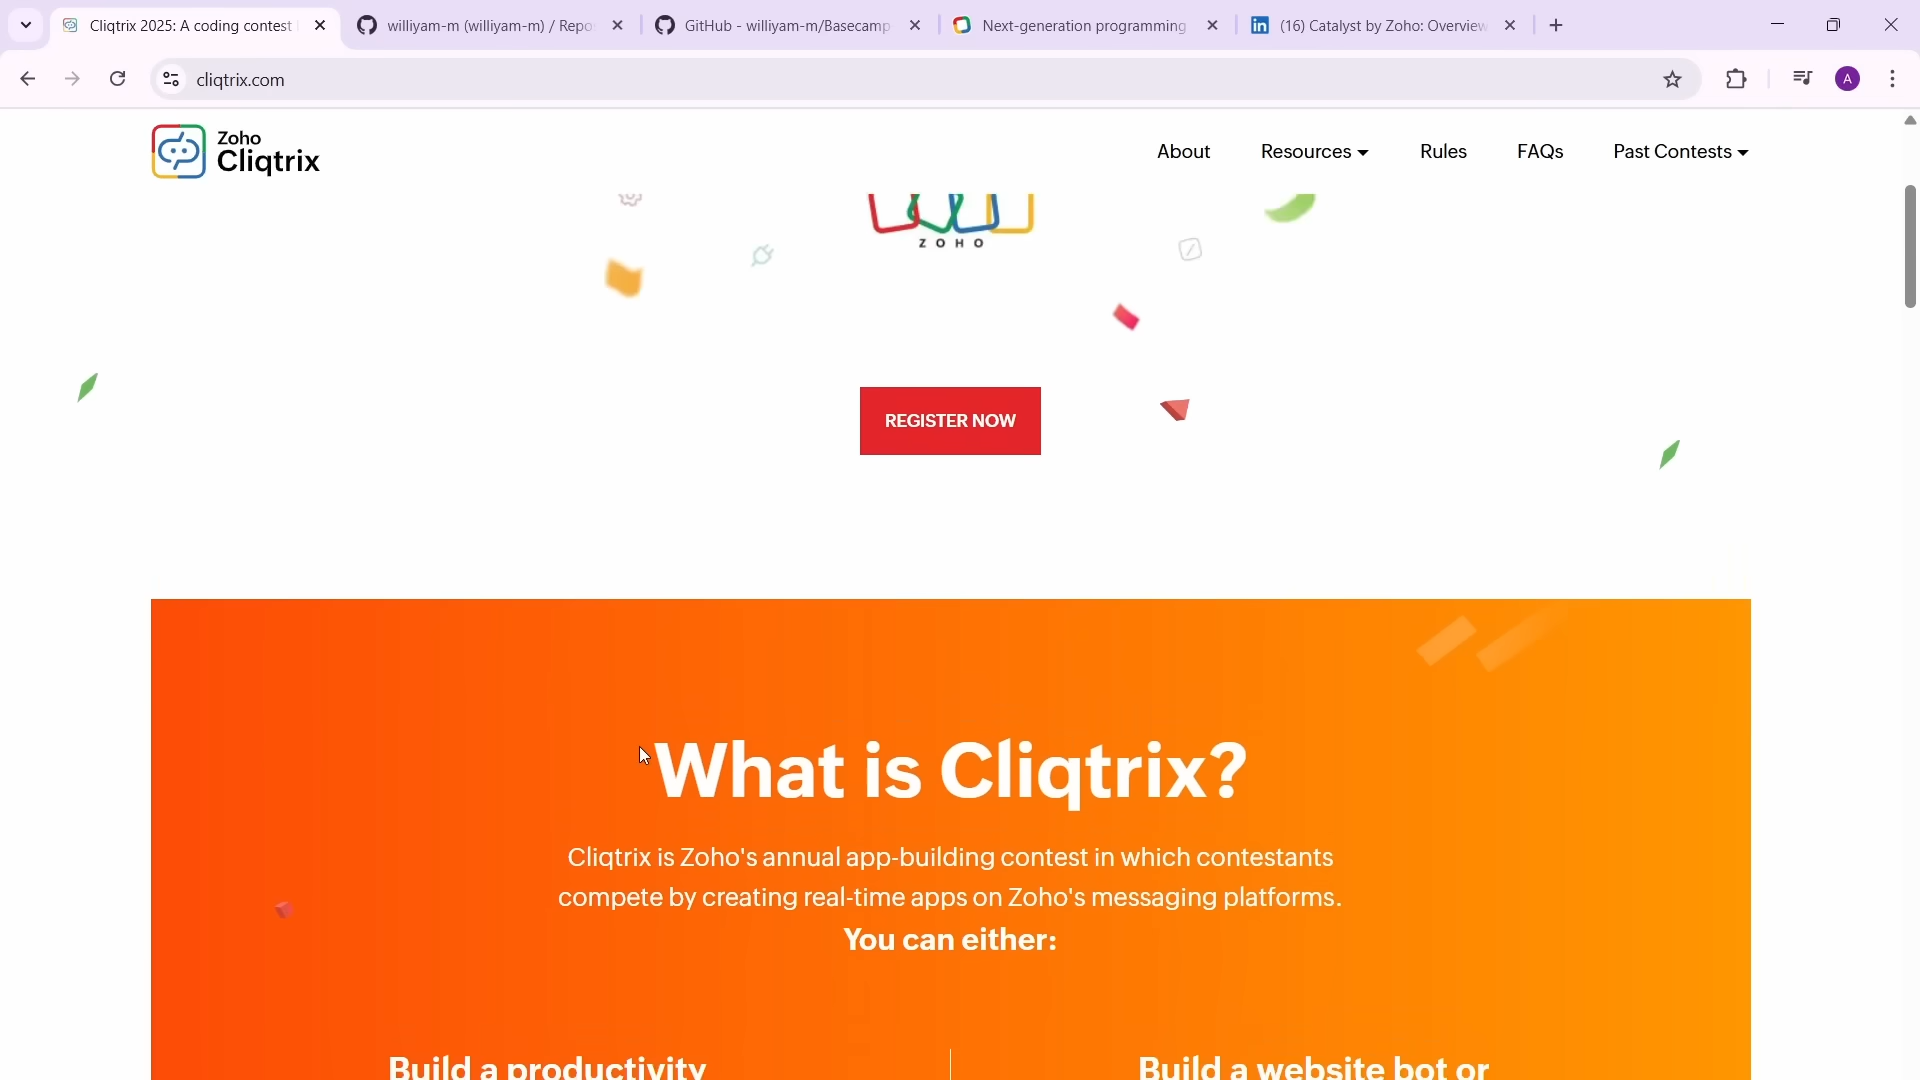 Cliqtrix 2025: A coding contest
williyam-m (williyam-m) / Repo
GitHub - williyam-m/Basecamp
Next-generation programming
(16) Catalyst by Zoho: Overview
cliqtrix.com
A
Zoho
Cliqtrix
About
Resources
Rules
FAQs
Past Contests
ZOHO
REGISTER NOW
What is Cliqtrix?
Cliqtrix is Zoho's annual app-building contest in which contestants
compete by creating real-time apps on Zoho's messaging platforms.
You can either:
Build a productivity
Build a website bot or